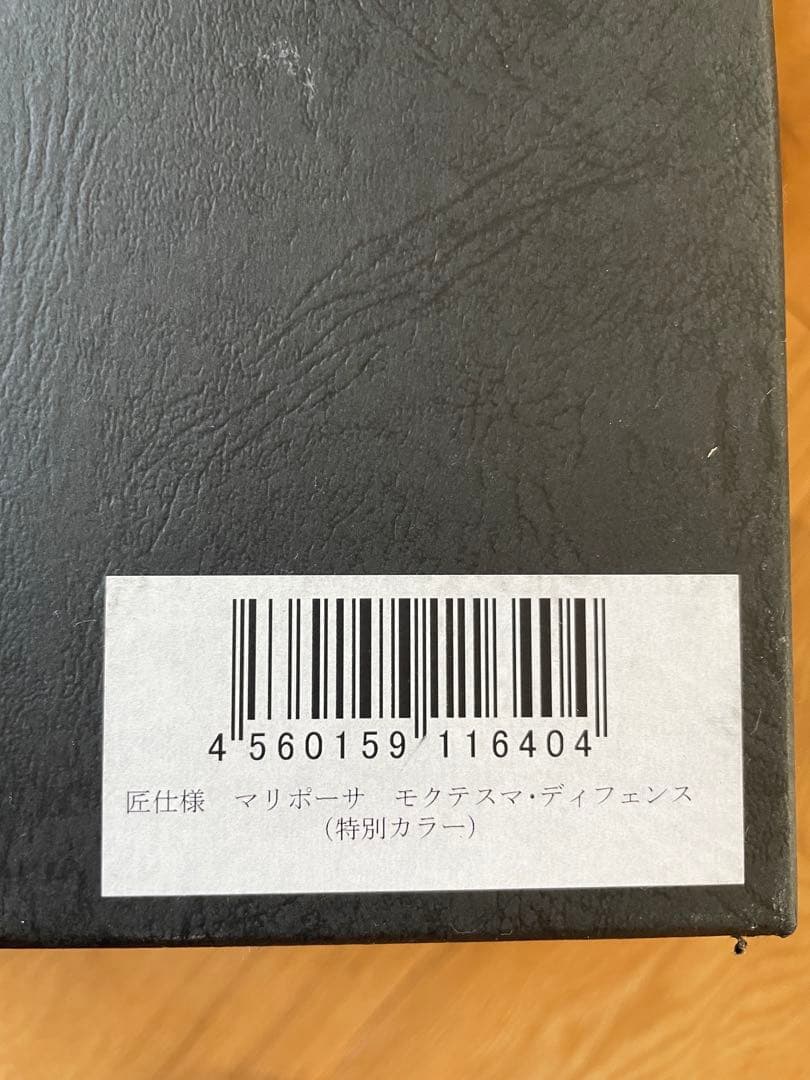 4 560159 116404
匠仕様　マリポーサ　モクテスマ・ディフェンス
（特別カラー）